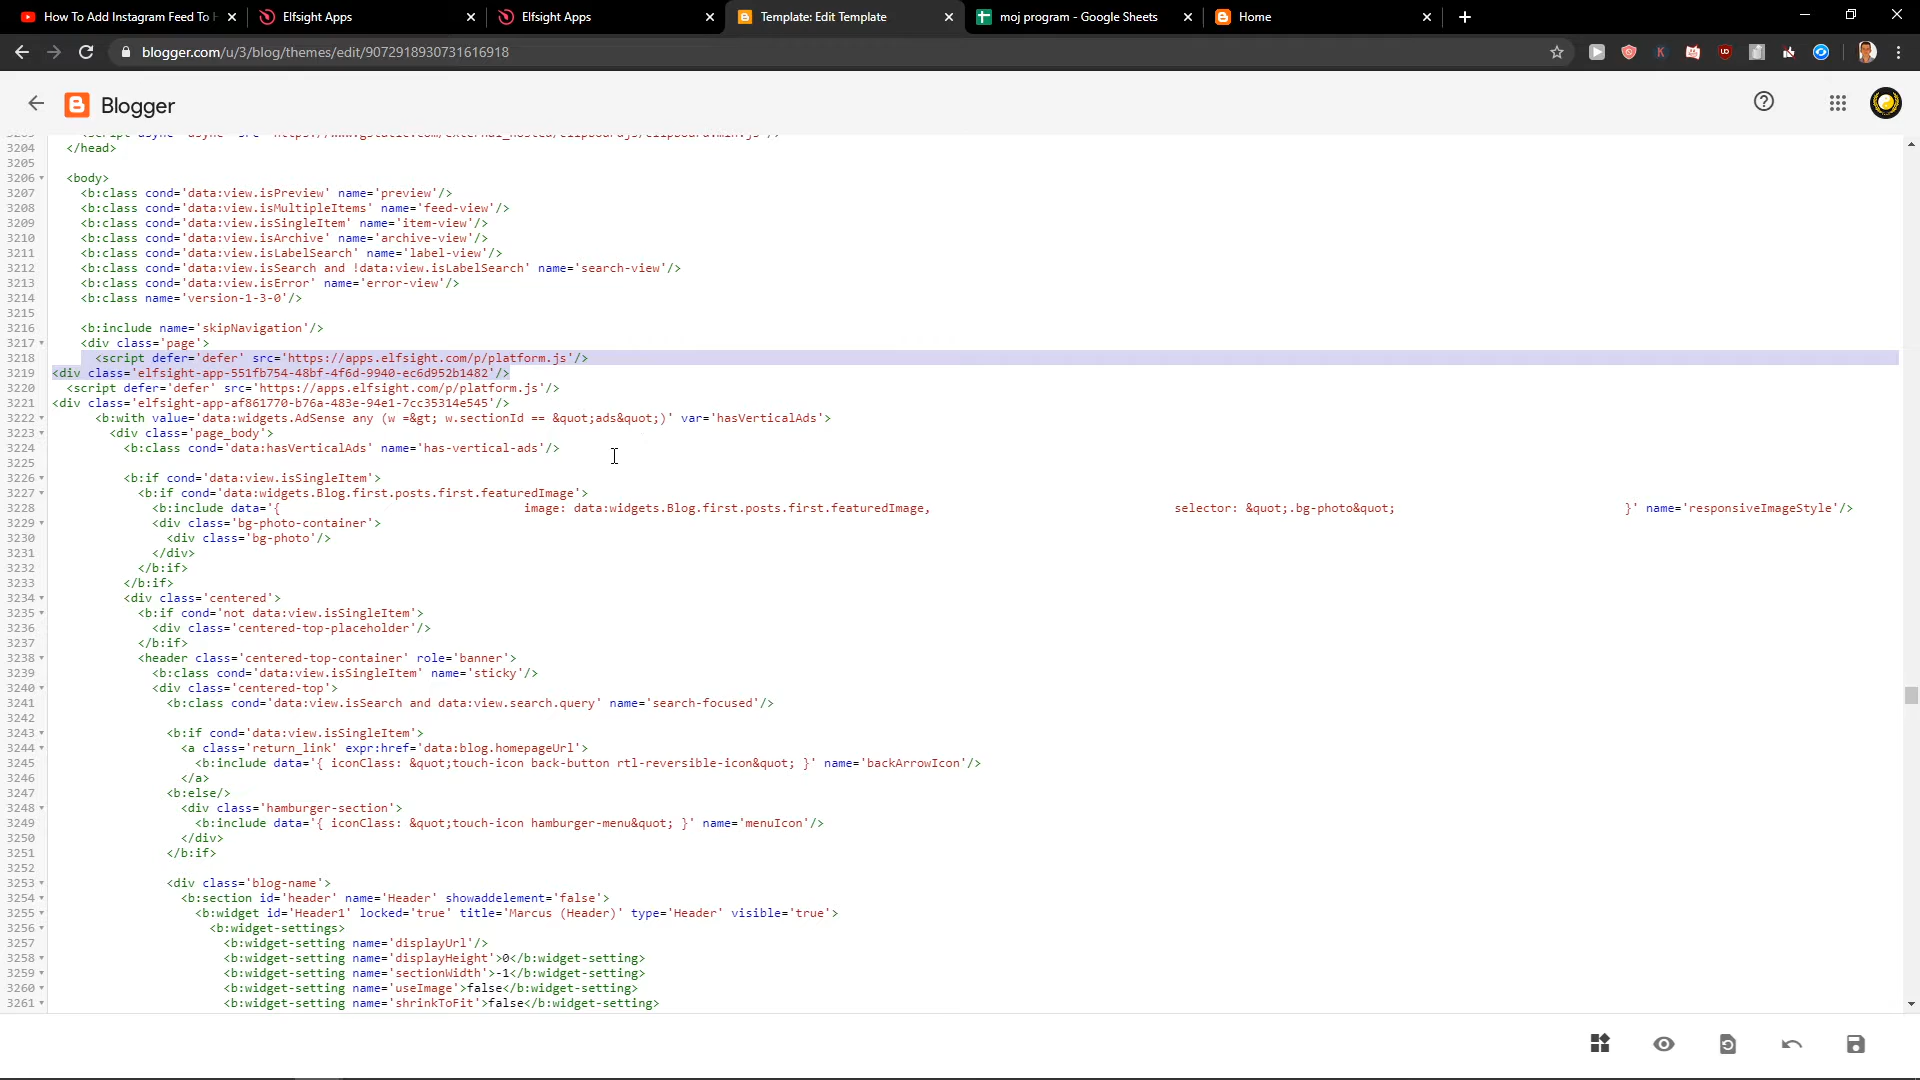 How To Add Instagram Feed To H
Elfsight Apps
Elfsight Apps
Template: Edit Template
moj program - Google Sheets
Home
blogger.com/u/3/blog/themes/edit/9072918930731616918
Blogger
3204 </head>
3205
3206 <body>
3207 <b:class cond='data:view.isPreview' name='preview'/>
3208 <b:class cond='data:view.isMultipleItems' name='feed-view'/>
3209 <b:class cond='data:view.isSingleItem' name='item-view'/>
3210 <b:class cond='data:view.isArchive' name='archive-view'/>
3211 <b:class cond='data:view.isLabelSearch' name='label-view'/>
3212 <b:class cond='data:view.isSearch and !data:view.isLabelSearch' name='search-view'/>
3213 <b:class cond='data:view.isError' name='error-view'/>
3214 <b:class name='version-1-3-0'/>
3215
3216 <b:include name='skipNavigation'/>
3217 <div class='page'>
3218 <script defer='defer' src='https://apps.elfsight.com/p/platform.js'/>
3219 <div class='elfsight-app-551fb754-48bf-4f6d-9940-ec6d952b1482'/>
3220 <script defer='defer' src='https://apps.elfsight.com/p/platform.js'/>
3221 <div class='elfsight-app-af861770-b76a-483e-94e1-7cc35314e545'/>
3222 <b:with value='data:widgets.AdSense any (w =&gt; w.sectionId == &quot;ads&quot;)' var='hasVerticalAds'>
3223 <div class='page_body'>
3224 <b:class cond='data:hasVerticalAds' name='has-vertical-ads'/>
3225
3226 <b:if cond='data:view.isSingleItem'>
3227 <b:if cond='data:widgets.Blog.first.posts.first.featuredImage'>
3228 <b:include data='{ image: data:widgets.Blog.first.posts.first.featuredImage, selector: &quot;.bg-photo&quot; }' name='responsiveImageStyle'/>
3229 <div class='bg-photo-container'>
3230 <div class='bg-photo'/>
3231 </div>
3232 </b:if>
3233 </b:if>
3234 <div class='centered'>
3235 <b:if cond='not data:view.isSingleItem'>
3236 <div class='centered-top-placeholder'/>
3237 </b:if>
3238 <header class='centered-top-container' role='banner'>
3239 <b:class cond='data:view.isSingleItem' name='sticky'/>
3240 <div class='centered-top'>
3241 <b:class cond='data:view.isSearch and data:view.search.query' name='search-focused'/>
3242
3243 <b:if cond='data:view.isSingleItem'>
3244 <a class='return_link' expr:href='data:blog.homepageUrl'>
3245 <b:include data='{ iconClass: &quot;touch-icon back-button rtl-reversible-icon&quot; }' name='backArrowIcon'/>
3246 </a>
3247 <b:else/>
3248 <div class='hamburger-section'>
3249 <b:include data='{ iconClass: &quot;touch-icon hamburger-menu&quot; }' name='menuIcon'/>
3250 </div>
3251 </b:if>
3252
3253 <div class='blog-name'>
3254 <b:section id='header' name='Header' showaddelement='false'>
3255 <b:widget id='Header1' locked='true' title='Marcus (Header)' type='Header' visible='true'>
3256 <b:widget-settings>
3257 <b:widget-setting name='displayUrl'/>
3258 <b:widget-setting name='displayHeight'>0</b:widget-setting>
3259 <b:widget-setting name='sectionWidth'>-1</b:widget-setting>
3260 <b:widget-setting name='useImage'>false</b:widget-setting>
3261 <b:widget-setting name='shrinkToFit'>false</b:widget-setting>